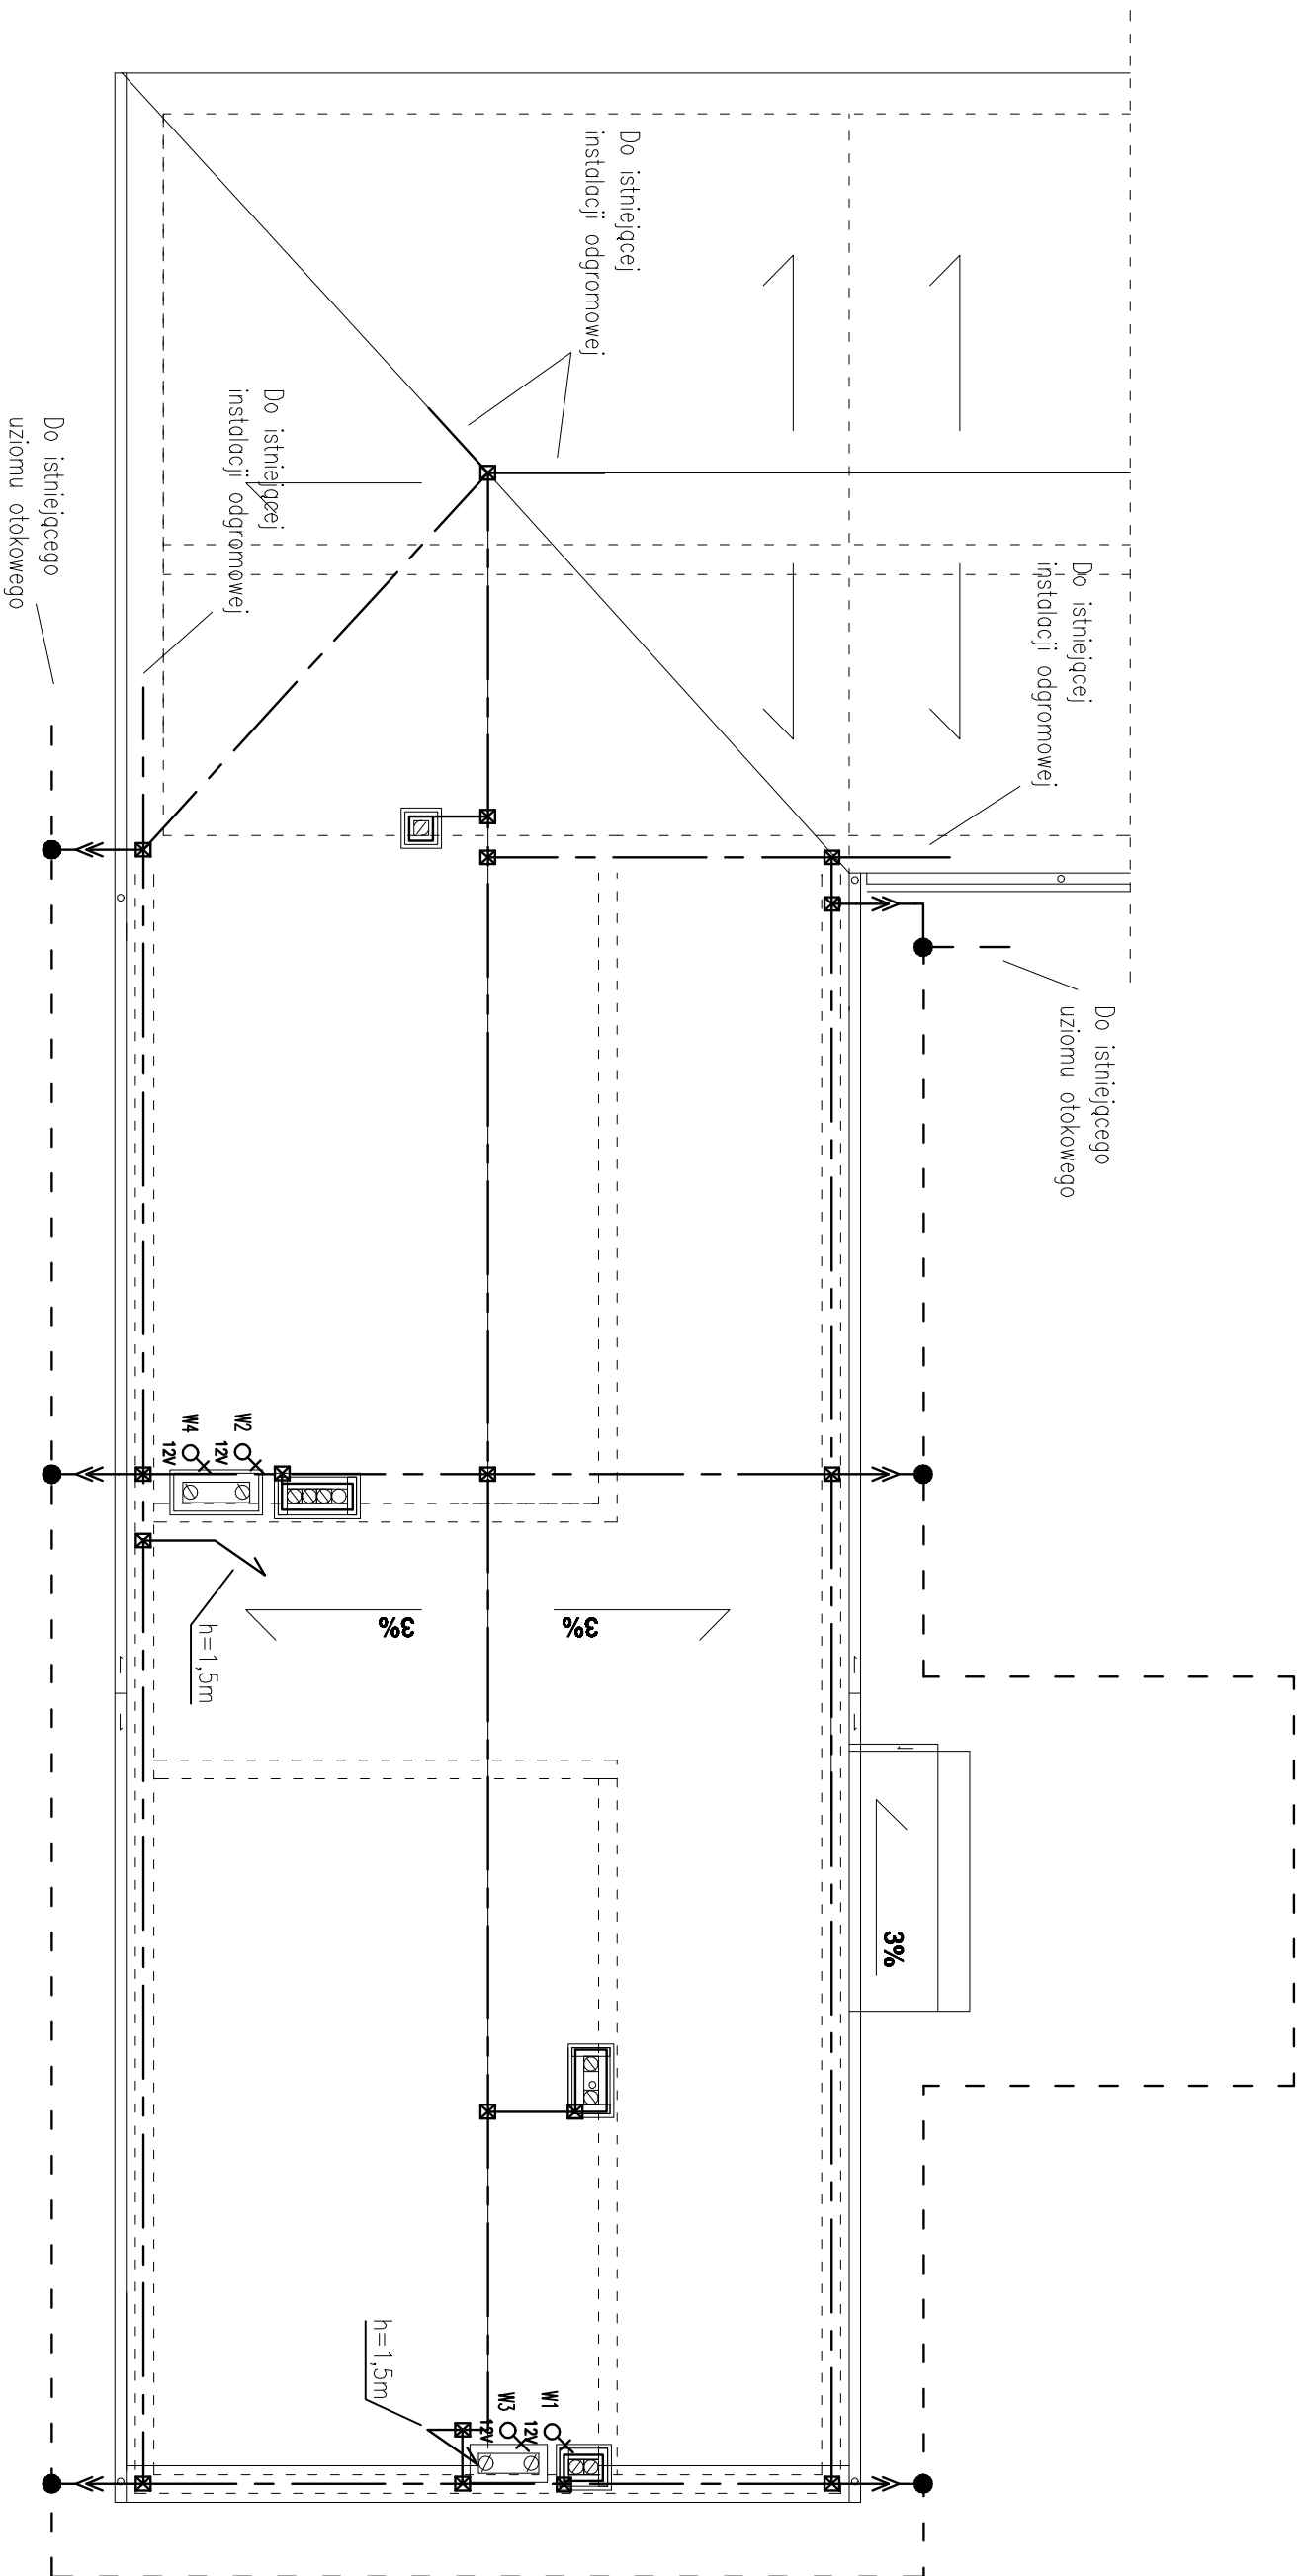 Do istniejącej
instalacji odgromowej
Do istniejącej
instalacji odgromowej
Do istniejącego
uziomu otokowego
Do istniejącej
instalacji odgromowej
Do istniejącego
uziomu otokowego
W2
12V
W4
12V
h=1,5m
3%
3%
3%
h=1,5m
W1
12V
W3
12V